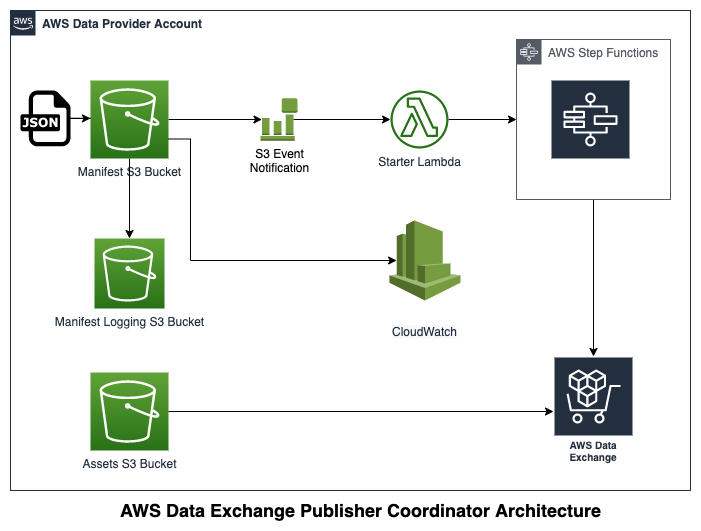 aws
AWS Data Provider Account
AWS Step Functions
JSON
Manifest S3 Bucket
S3 Event
Notification
Starter Lambda
Manifest Logging S3 Bucket
CloudWatch
Assets S3 Bucket
AWS Data
Exchange
AWS Data Exchange Publisher Coordinator Architecture